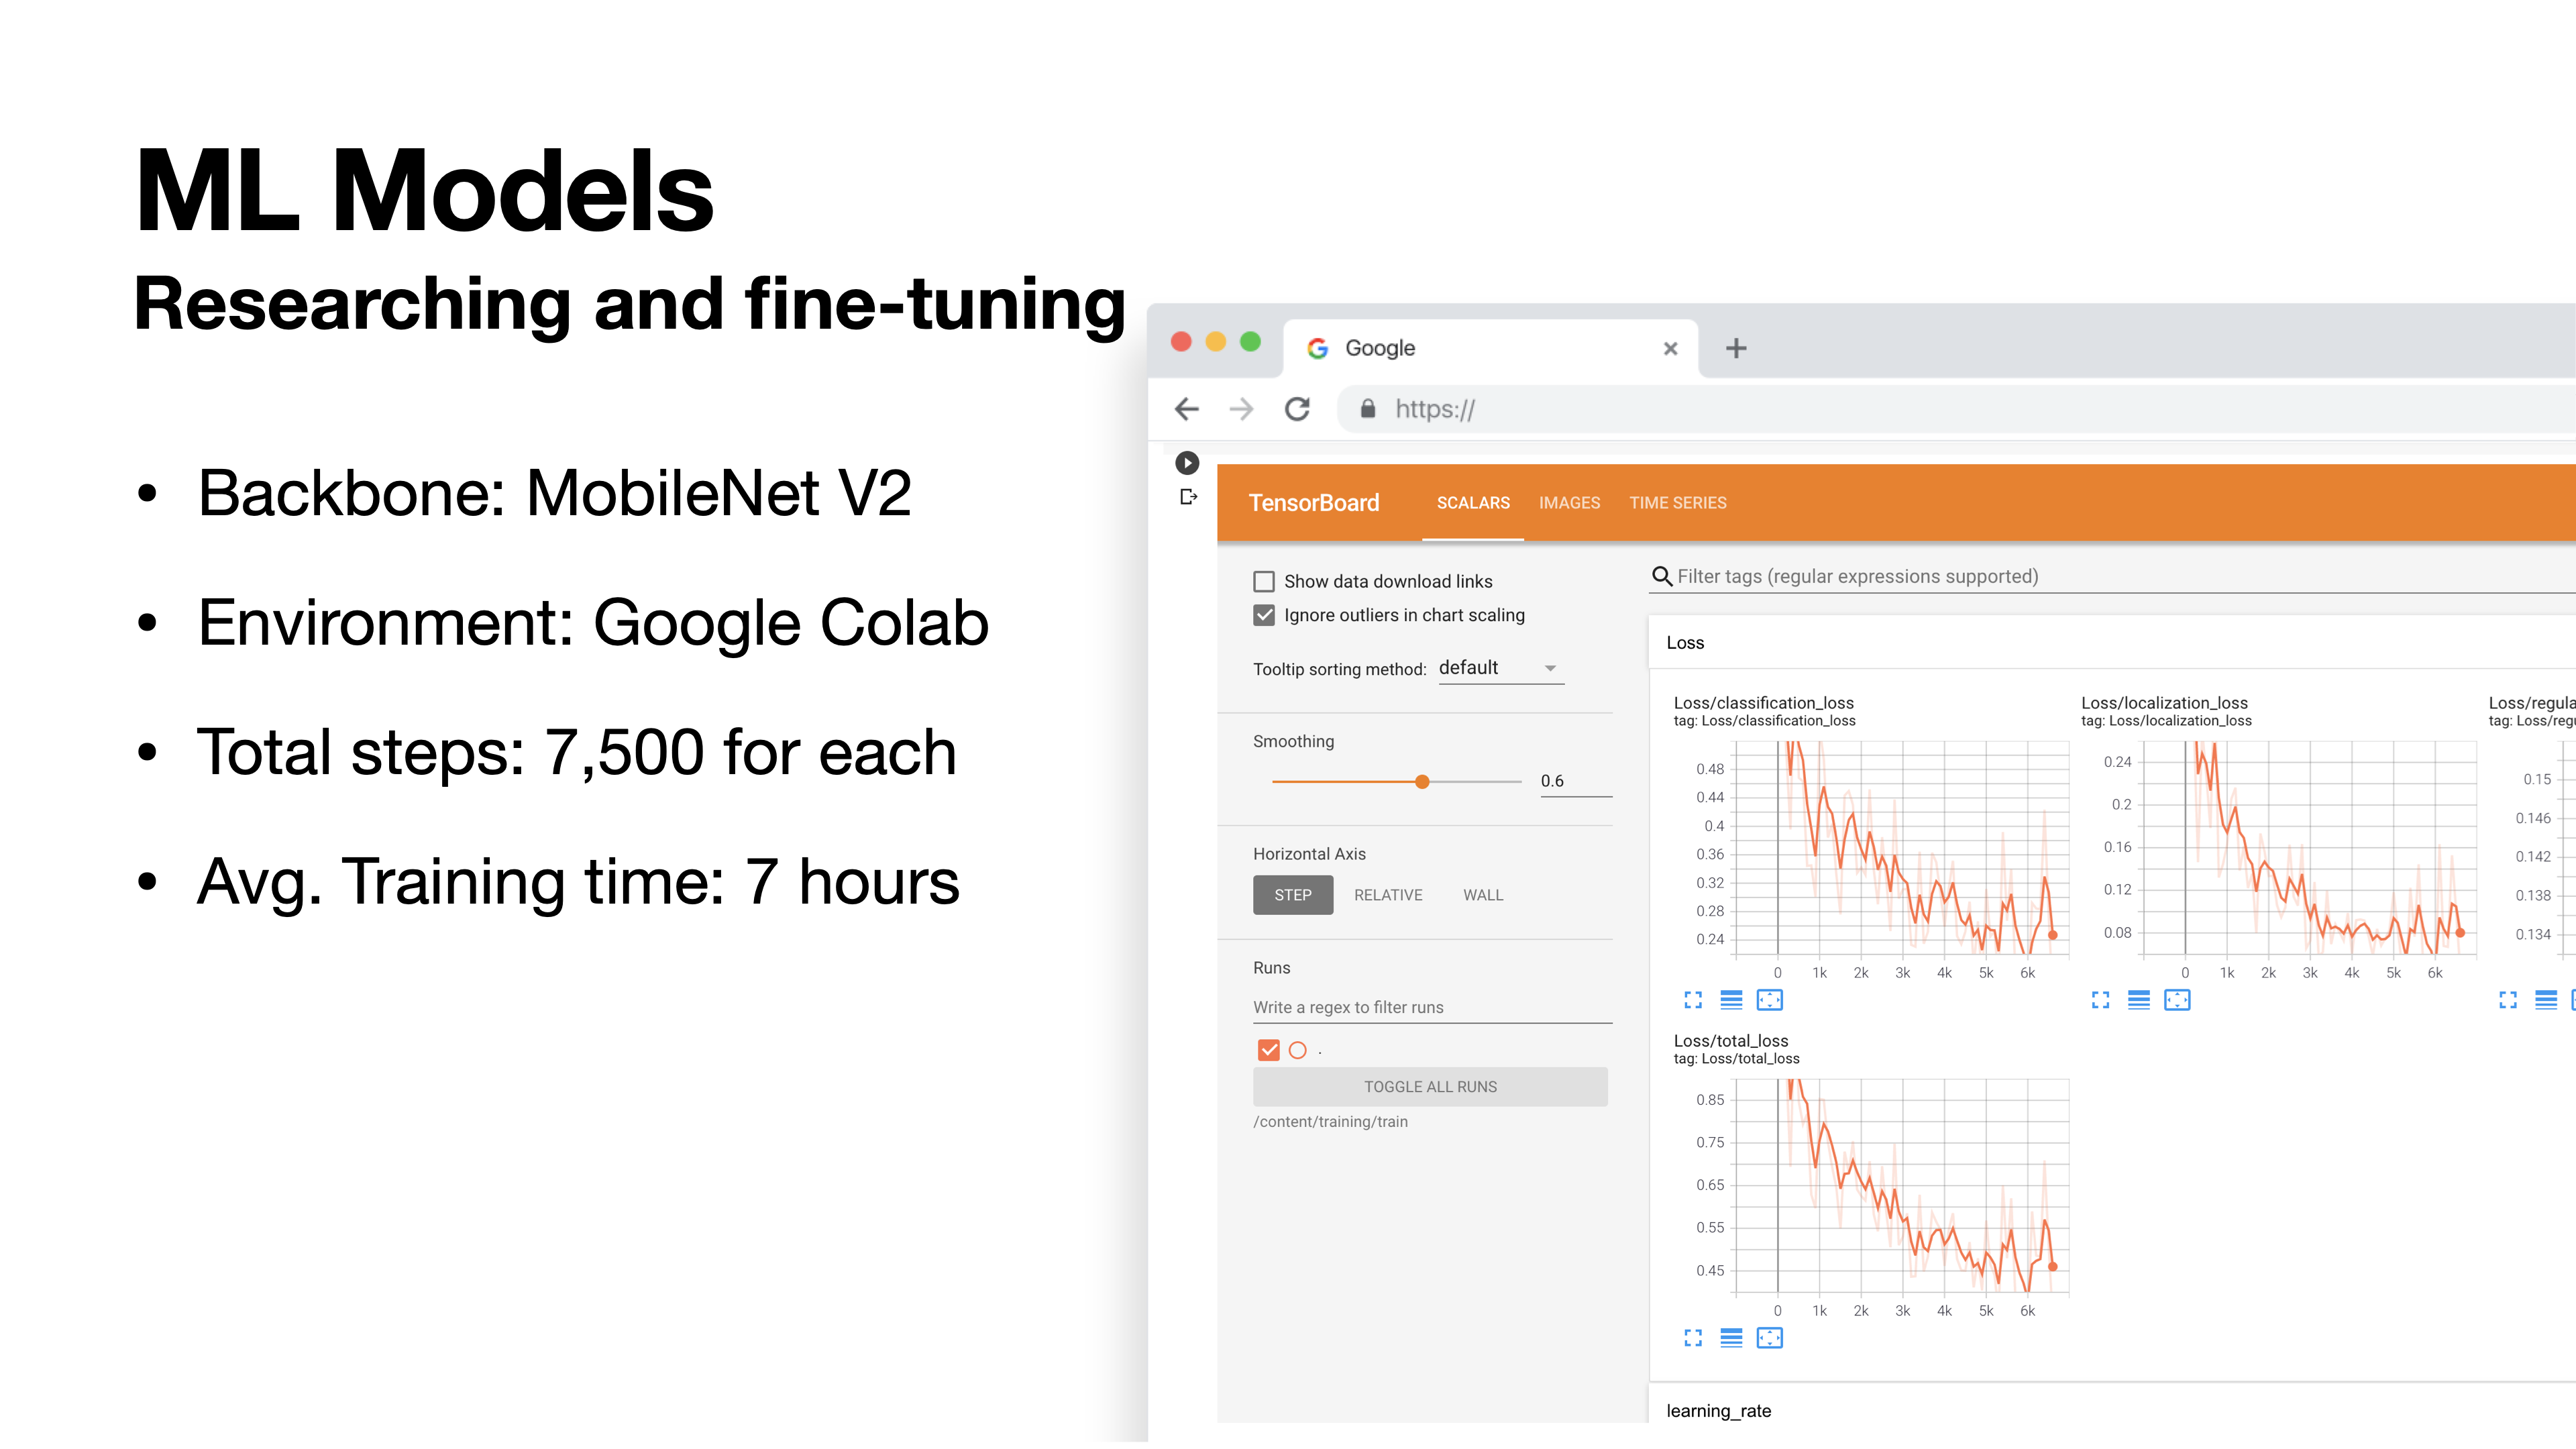 ML Models
Researching and fine-tuning
• Backbone: MobileNet V2
• Environment: Google Colab
• Total steps: 7,500 for each
• Avg. Training time: 7 hours
Google
https://
TensorBoard
SCALARS IMAGES TIME SERIES
Show data download links
Ignore outliers in chart scaling
Tooltip sorting method: default
Smoothing
0.6
Horizontal Axis
STEP RELATIVE WALL
Runs
Write a regex to filter runs
.
TOGGLE ALL RUNS
/content/training/train
Filter tags (regular expressions supported)
Loss
Loss/classification_loss
tag: Loss/classification_loss
0.48
0.44
0.4
0.36
0.32
0.28
0.24
0 1k 2k 3k 4k 5k 6k
Loss/localization_loss
tag: Loss/localization_loss
0.24
0.2
0.16
0.12
0.08
0 1k 2k 3k 4k 5k 6k
Loss/regula
tag: Loss/regu
0.15
0.146
0.142
0.138
0.134
Loss/total_loss
tag: Loss/total_loss
0.85
0.75
0.65
0.55
0.45
0 1k 2k 3k 4k 5k 6k
learning_rate